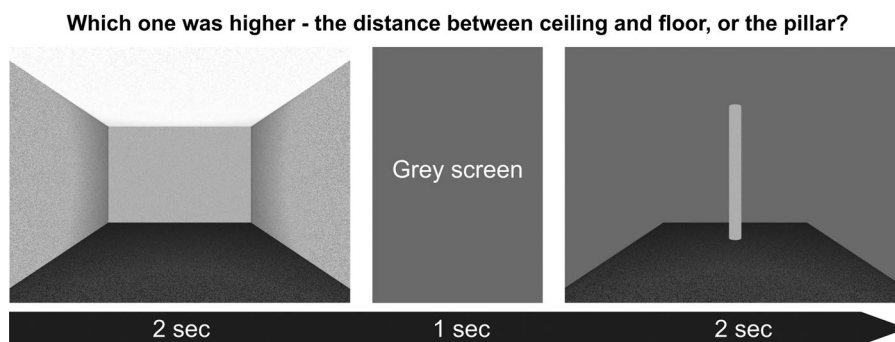 Which one was higher - the distance between ceiling and floor, or the pillar?
Grey screen
2 sec
1 sec
2 sec